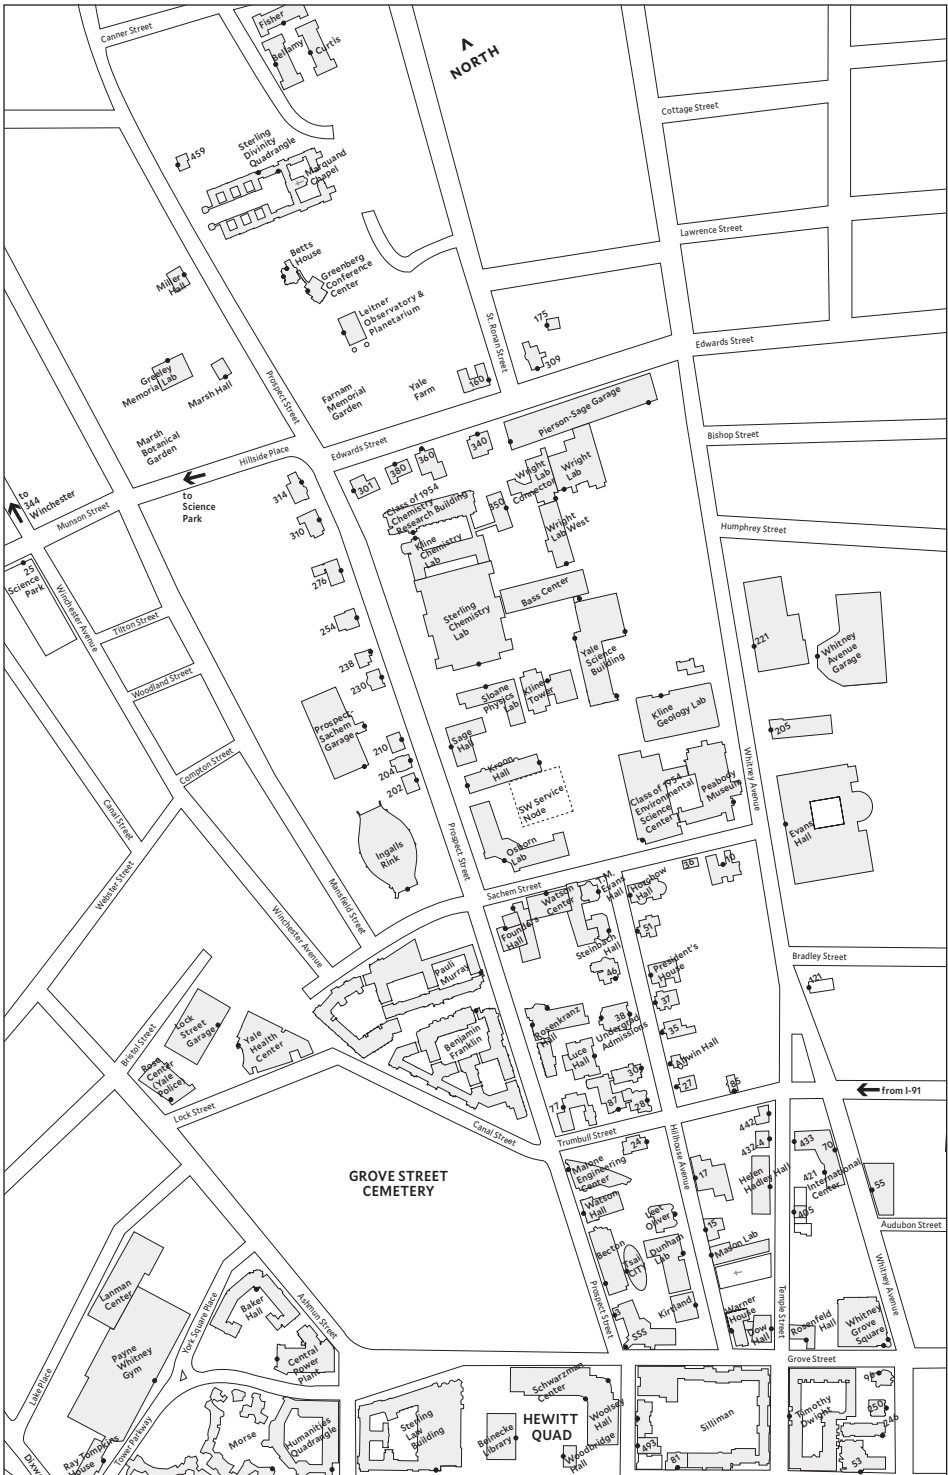 Canner Street
Fisher
Bellamy
Curtis
^
NORTH
Cottage Street
459
Sterling
Divinity
Quadrangle
Marquand
Chapel
Lawrence Street
Betts
House
Greenberg
Conference
Center
Miller
Hall
Leitner
Observatory &
Planetarium
St. Ronan Street
175
309
Edwards Street
Greeley
Memorial Lab
Marsh Hall
Prospect Street
Farnam
Memorial
Garden
Yale
Farm
160
Marsh
Botanical
Garden
Pierson-Sage Garage
Bishop Street
Edwards Street
Hillside Place
to
Science
Park
to
344
Winchester
Munson Street
314
310
301
380
360
340
Wright
Lab
Connector
Wright
Lab
Class of 1954
Chemistry
Research Building
350
Kline
Chemistry
Lab
Wright
Lab West
Humphrey Street
25
Science
Park
Winchester Avenue
Tilton Street
276
254
Sterling
Chemistry
Lab
Bass Center
Yale
Science
Building
221
Whitney
Avenue
Garage
Woodland Street
238
230
Sloane
Physics
Lab
Kline
Tower
Kline
Geology Lab
205
Prospect-
Sachem
Garage
210
204
202
Sage
Hall
Kroon
Hall
SW Service
Node
Compton Street
Canal Street
Class of 1954
Environmental
Science
Center
Peabody
Museum
Whitney Avenue
Evans
Hall
Ingalls
Rink
Prospect Street
Osborn
Lab
Webster Street
Mansfield Street
Winchester Avenue
Sachem Street
Watson
Center
T.M.
Evans
Hall
Horchow
Hall
56
10
Founders
Hall
Steinbach
Hall
51
46
President's
House
Bradley Street
121
Pauli
Murray
37
Rosenkranz
Hall
38
Undergrad
Admissions
35
Benjamin
Franklin
Luce
Hall
Allwin Hall
30
27
85
Bristol Street
Lock
Street
Garage
Yale
Health
Center
Rose
Center
(Yale
Police)
Lock Street
Canal Street
77
87
28
from I-91
Trumbull Street
24
Hillhouse Avenue
442
432-4
433
70
421
International
Center
55
GROVE STREET
CEMETERY
Malone
Engineering
Center
17
Helen
Hadley Hall
Watson
Hall
Leet
Oliver
15
405
Audubon Street
Becton
Tsai
CITY
Dunham
Lab
Mason Lab
Lanman
Center
York Square Place
Baker
Hall
Ashmun Street
Prospect Street
Kirtland
SSS
Warner
House
Dow
Hall
Temple Street
Rosenfeld
Hall
Whitney
Grove
Square
Whitney Avenue
Payne
Whitney
Gym
Central
Power
Plant
Grove Street
Lake Place
Tower Parkway
Schwarzman
Center
HEWITT
QUAD
Woolsey
Hall
Silliman
Timothy
Dwight
Morse
Humanities
Quadrangle
Sterling
Law
Building
Beinecke
Library
Woodbridge
Hall
493
81
53
Ray Tompkins
House